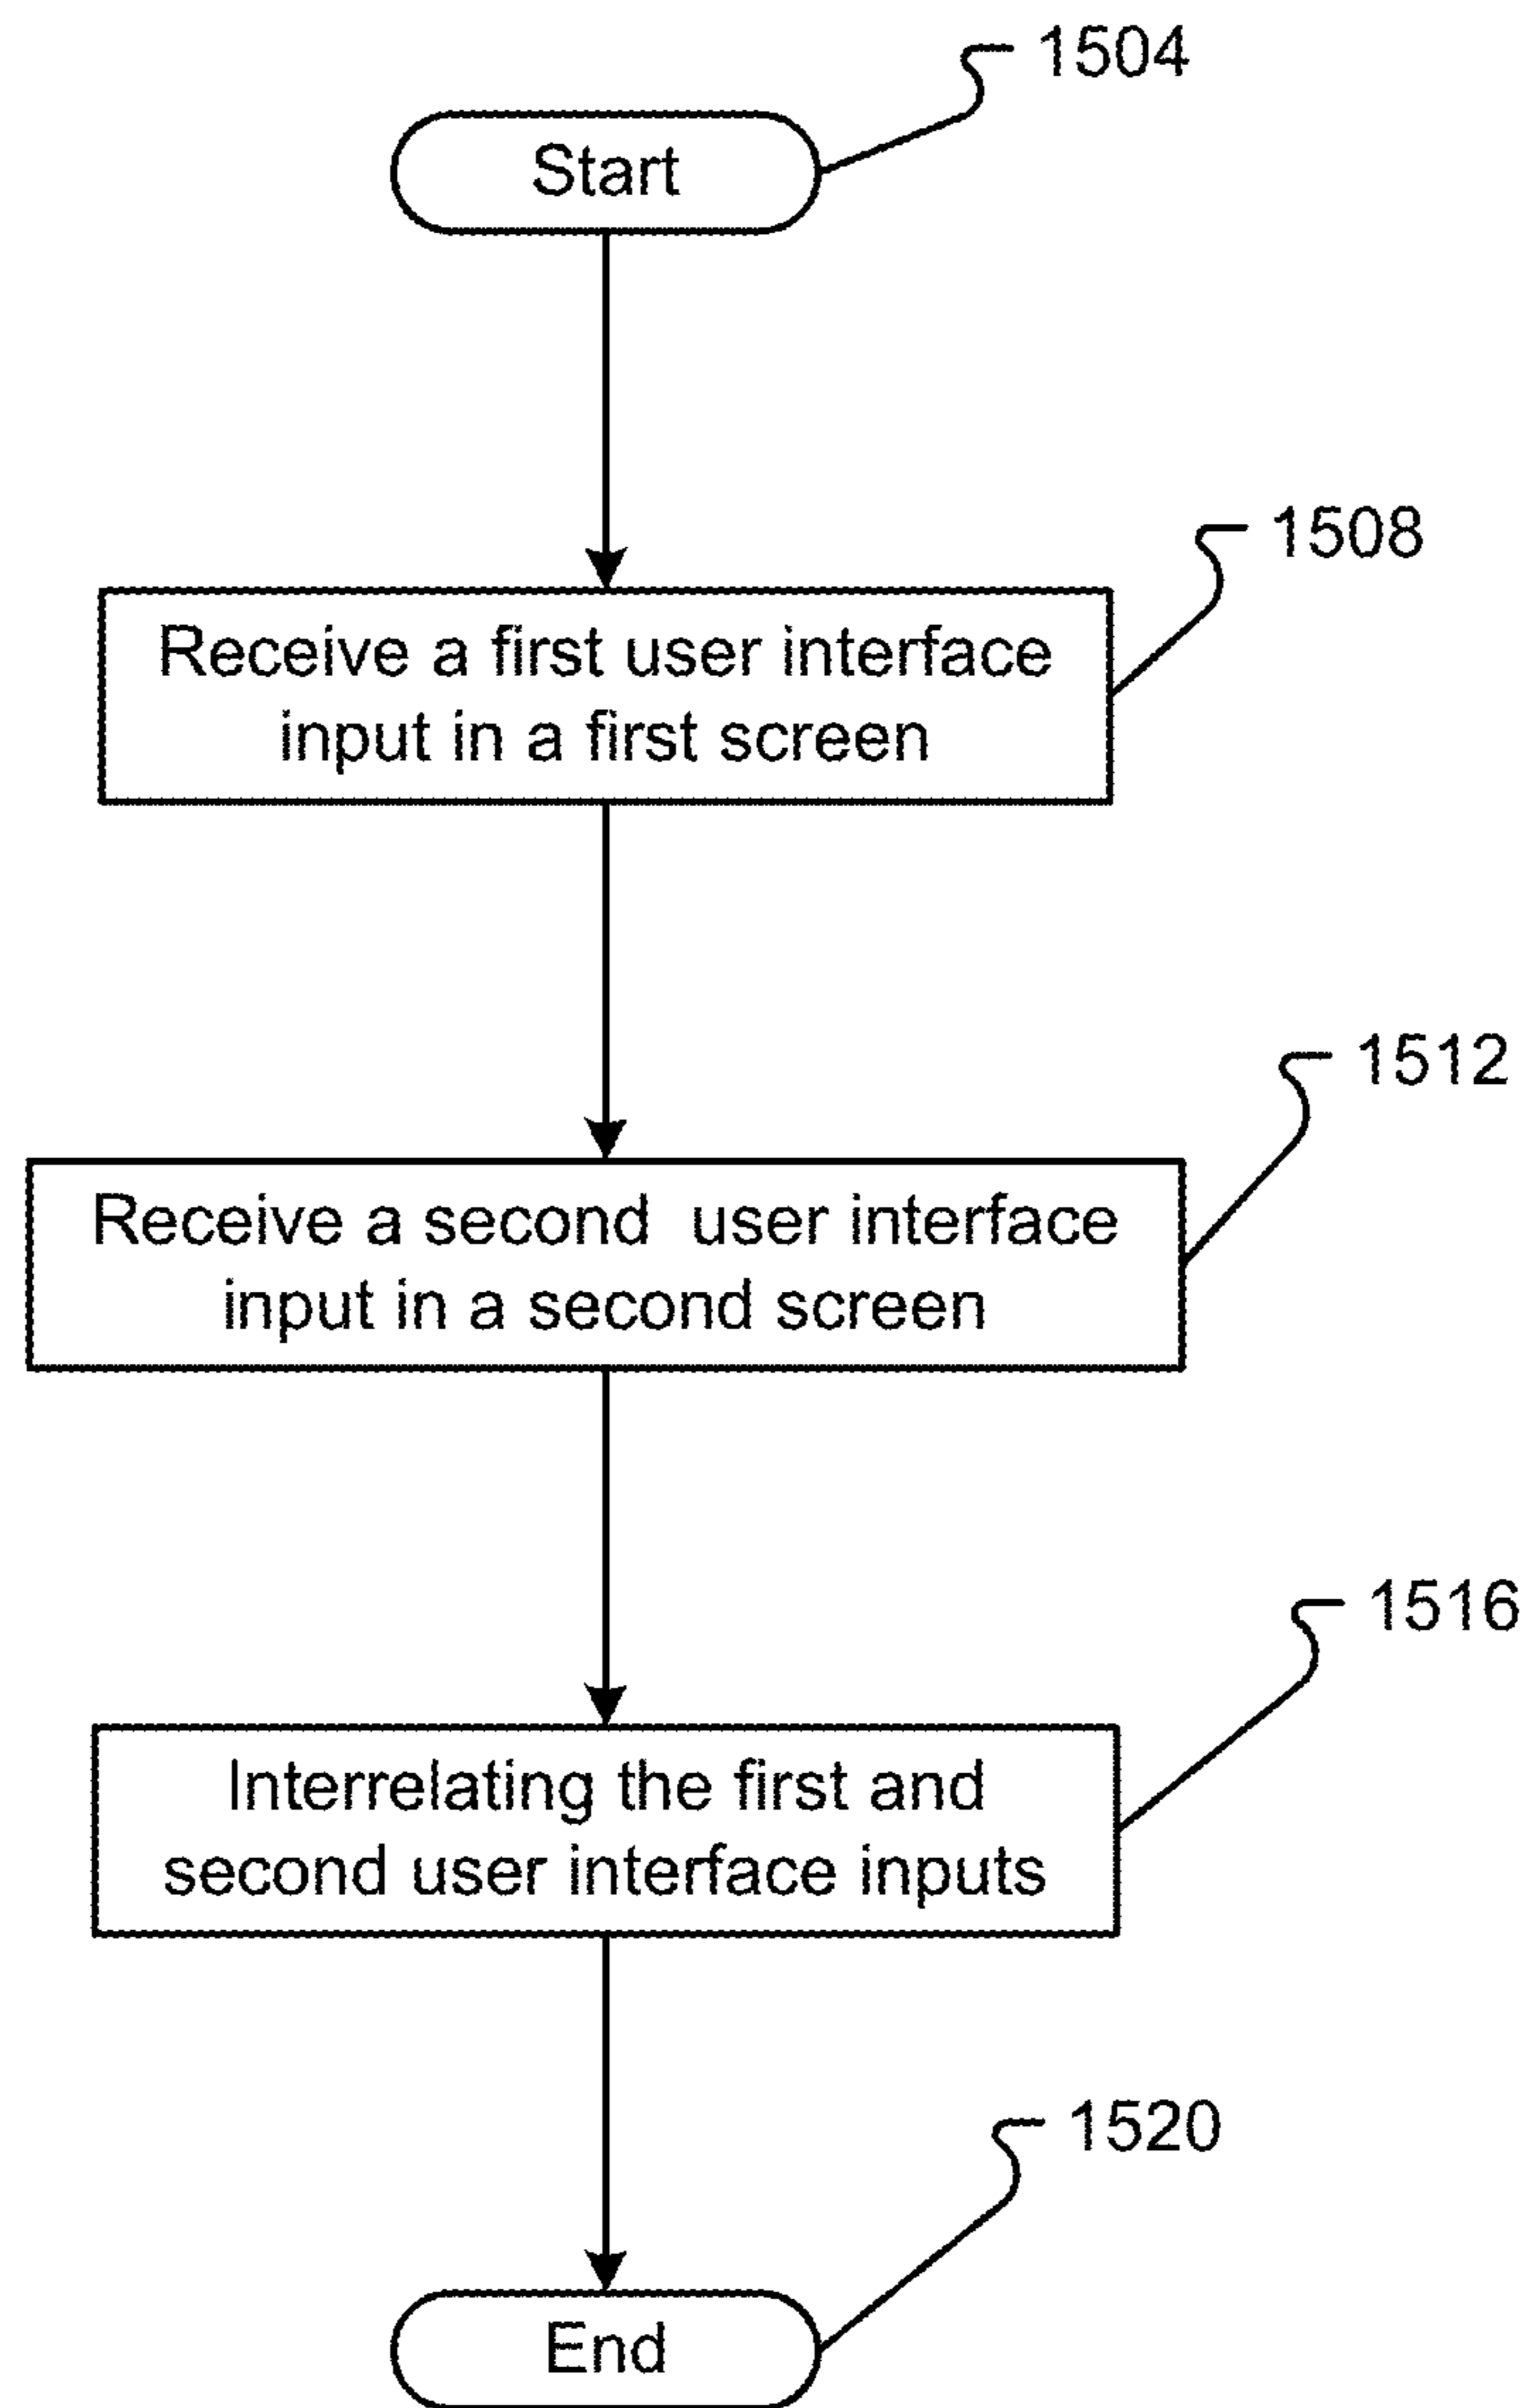 1504
Start
1508
Receive a first user interface
input in a first screen
1512
Receive a second user interface
input in a second screen
1516
Interrelating the first and
second user interface inputs
1520
End